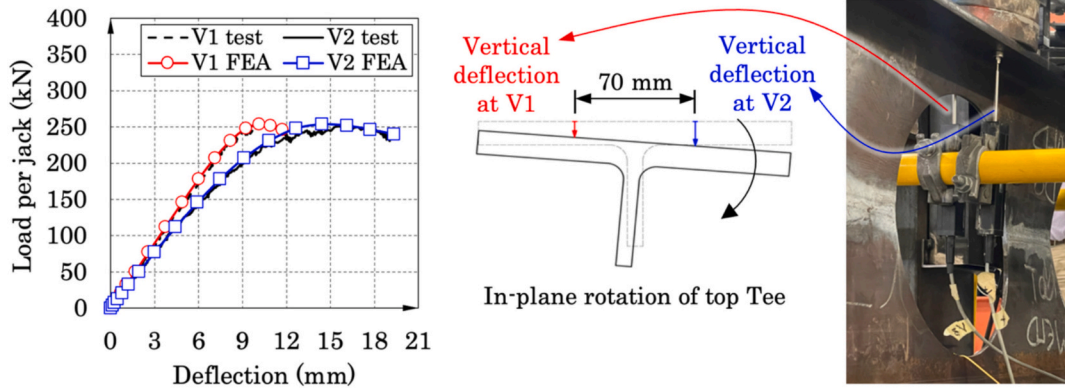 400
350
300
250
200
150
100
50
0
Load per jack (kN)
V1 test
V2 test
V1 FEA
V2 FEA
0 3 6 9 12 15 18 21
Deflection (mm)
Vertical
deflection
at V1
70 mm
Vertical
deflection
at V2
In-plane rotation of top Tee